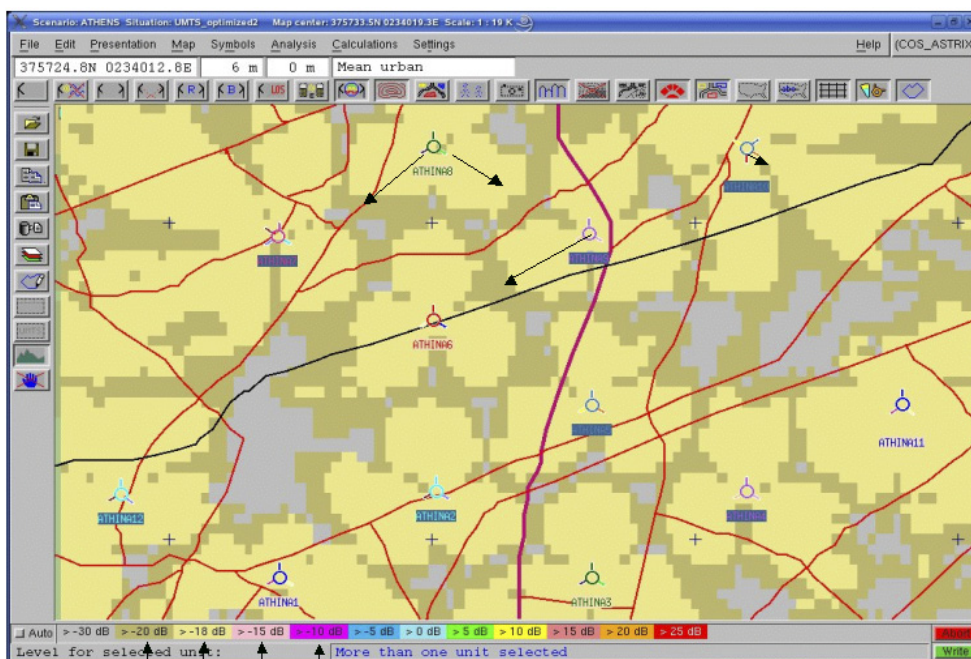 Scenario: ATHENS Situation: UMTS_optimized2 Map center: 375733.5N 0234019.3E Scale: 1 : 19 K
File Edit Presentation Map Symbols Analysis Calculations Settings Help (COS_ASTRIX
375724.8N 0234012.8E 6 m 0 m Mean urban
R B LOS
ATHINA8
ATHINA6
ATHINA11
ATHINA12 ATHINA2
ATHINA1 ATHINA3
Auto >-30 dB >-20 dB >-18 dB >-15 dB >-10 dB >-5 dB > 0 dB > 5 dB > 10 dB > 15 dB > 20 dB > 25 dB Abort
Level for selected unit: More than one unit selected Write